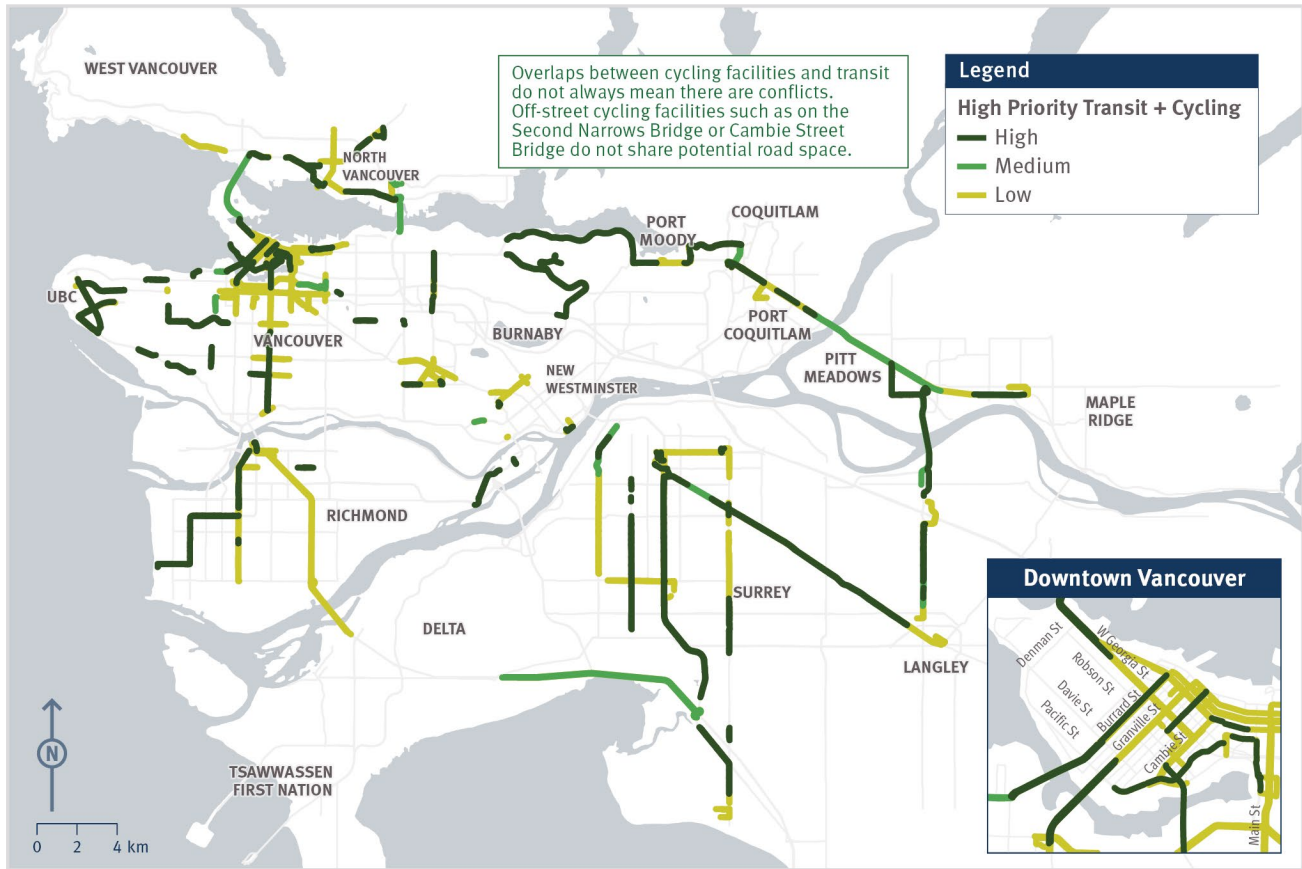 WEST VANCOUVER
Overlaps between cycling facilities and transit
do not always mean there are conflicts.
Off-street cycling facilities such as on the
Second Narrows Bridge or Cambie Street
Bridge do not share potential road space.
Legend
High Priority Transit + Cycling
High
Medium
Low
NORTH
VANCOUVER
PORT
MOODY
COQUITLAM
UBC
VANCOUVER
BURNABY
PORT
COQUITLAM
NEW
WESTMINSTER
PITT
MEADOWS
MAPLE
RIDGE
RICHMOND
SURREY
DELTA
LANGLEY
TSAWWASSEN
FIRST NATION
N
0 2 4 km
Downtown Vancouver
Denman St
W Georgia St
Robson St
Davie St
Pacific St
Burrard St
Granville St
Cambie St
Main St